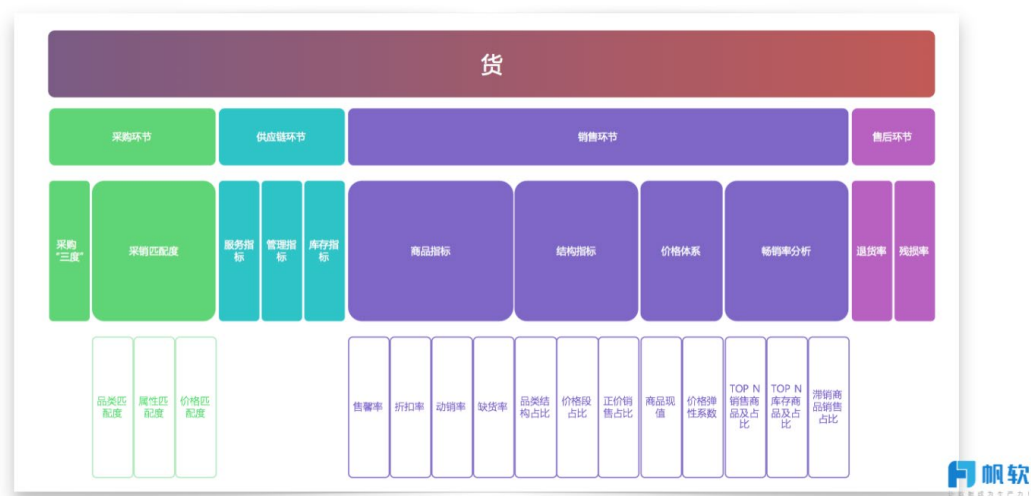 货
采购环节
供应链环节
销售环节
售后环节
采购
"三度"
采销匹配度
服务指
标
管理指
标
库存指
标
商品指标
结构指标
价格体系
畅销率分析
退货率
残损率
品类匹
配度
属性匹
配度
价格匹
配度
售罄率
折扣率
动销率
缺货率
品类结
构占比
价格段
占比
正价销
售占比
商品现
值
价格弹
性系数
TOP N
销售商
品及占
比
TOP N
库存商
品及占
比
滞销商
品销售
占比
帆软